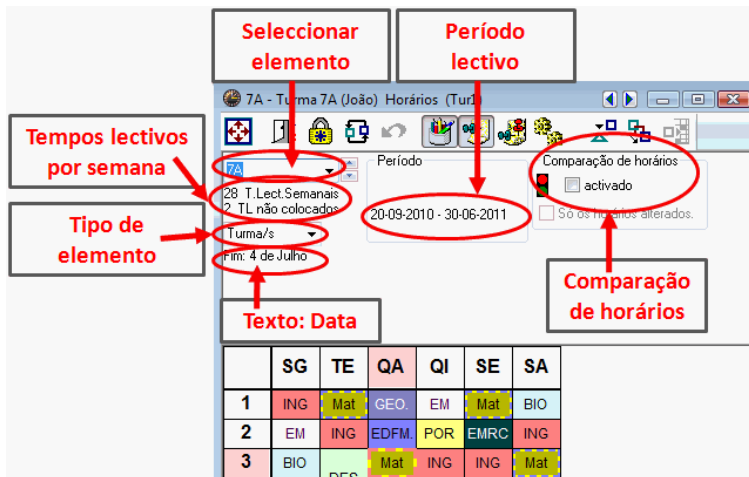 Seleccionar
elemento
Período
lectivo
7A - Turma 7A (João) Horários (Tur1)
Tempos lectivos
por semana
7A
28 T.Lect.Semanais
2 TL não colocados
Período
20-09-2010 - 30-06-2011
Comparação de horários
activado
Só os horários alterados.
Tipo de
elemento
Turma/s
Fim: 4 de Julho
Texto: Data
Comparação
de horários
SG TE QA QI SE SA
1 ING Mat GEO. EM Mat BIO
2 EM ING EDFM. POR EMRC ING
3 BIO DES Mat ING ING Mat